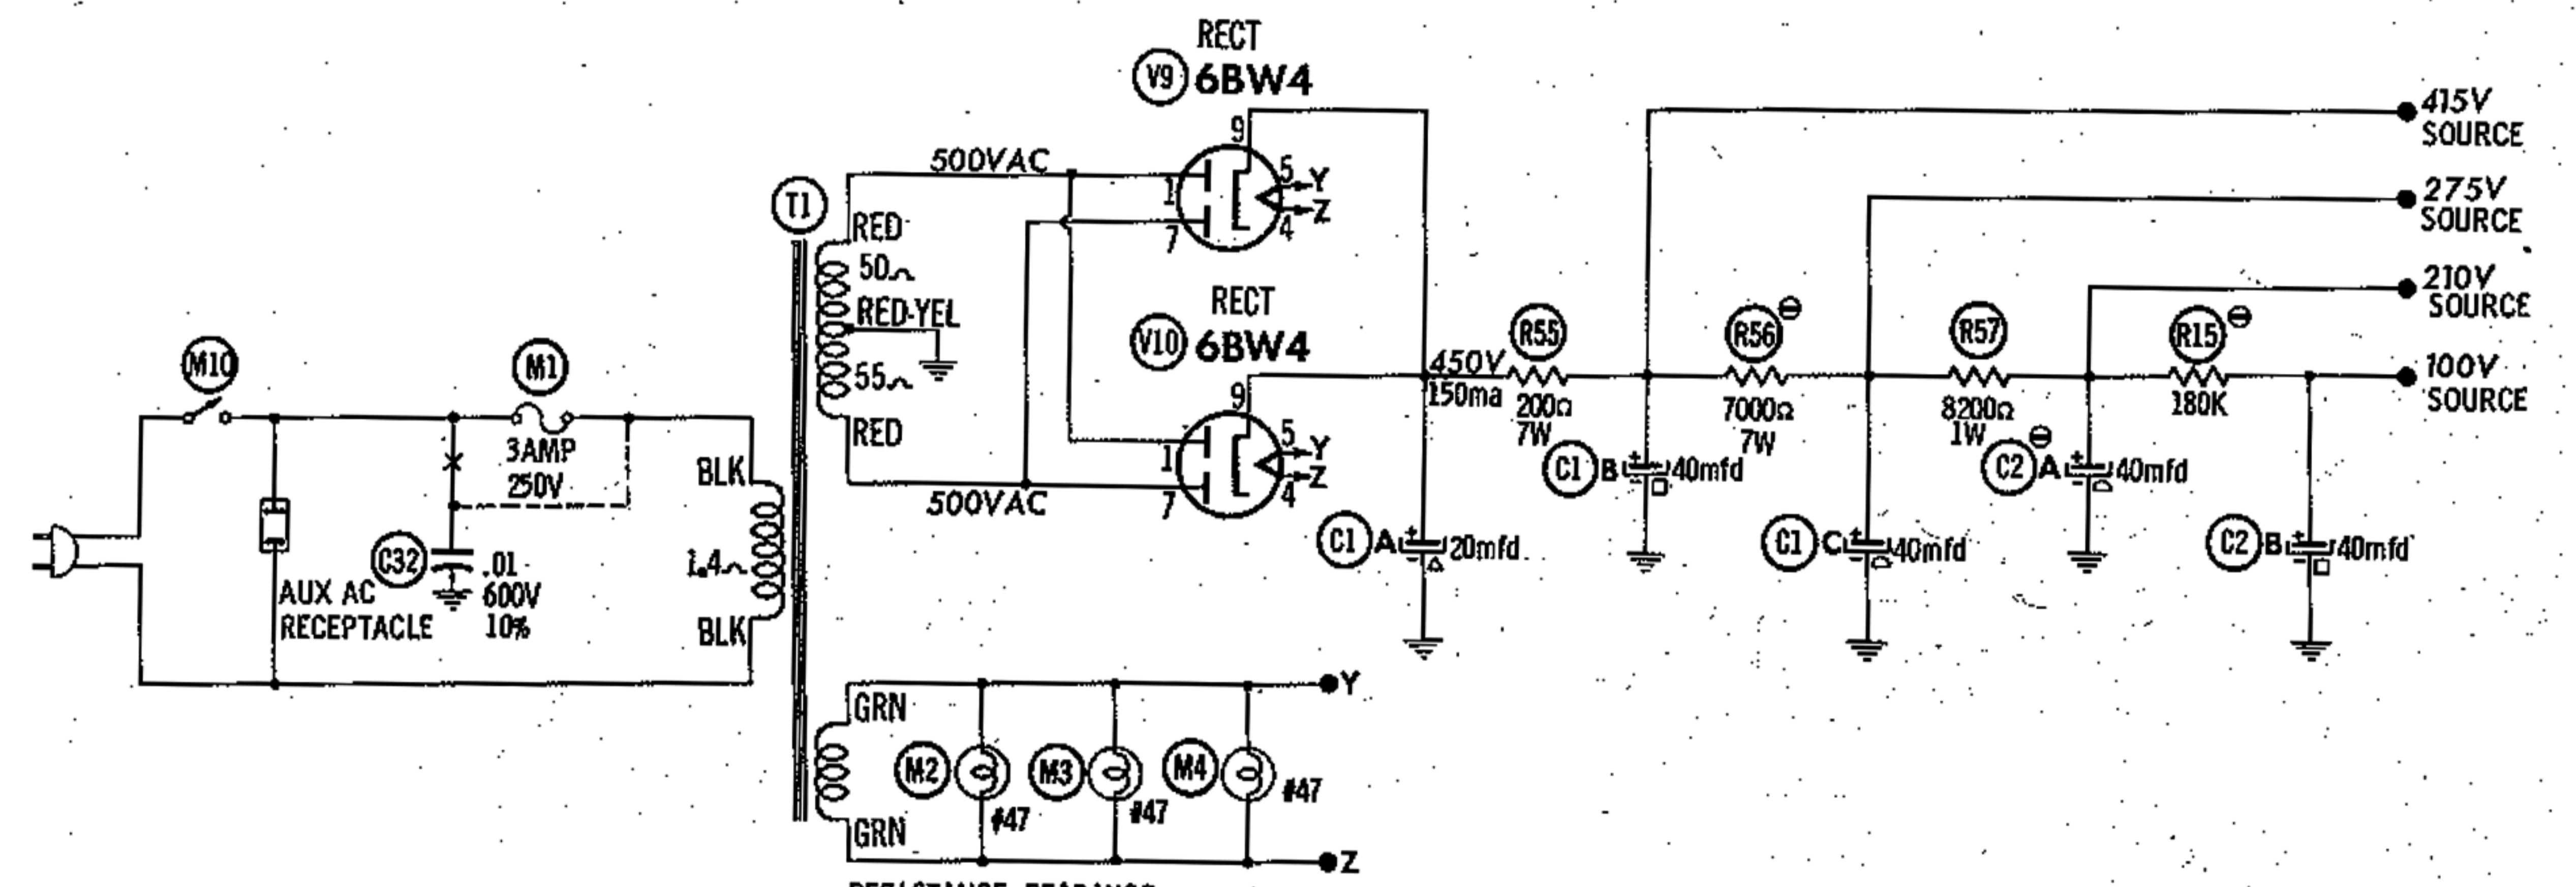 RECT
V9 6BW4
9
1
7
5 Y
Z
4
500VAC
T1
RED
50Ω
RED-YEL
55Ω
RED
500VAC
RECT
V10 6BW4
9
1
7
5 Y
Z
4
M10
M1
3AMP
250V
C32
.01
600V
10%
AUX AC
RECEPTACLE
BLK
1.4Ω
BLK
450V
150ma
R55
200Ω
7W
R56
7000Ω
7W
R57
8200Ω
1W
R15
180K
C1 A 20mfd
C1 B 40mfd
C1 C 40mfd
C2 A 40mfd
C2 B 40mfd
415V
SOURCE
275V
SOURCE
210V
SOURCE
100V
SOURCE
GRN
M2
#47
M3
#47
M4
#47
GRN
Y
Z